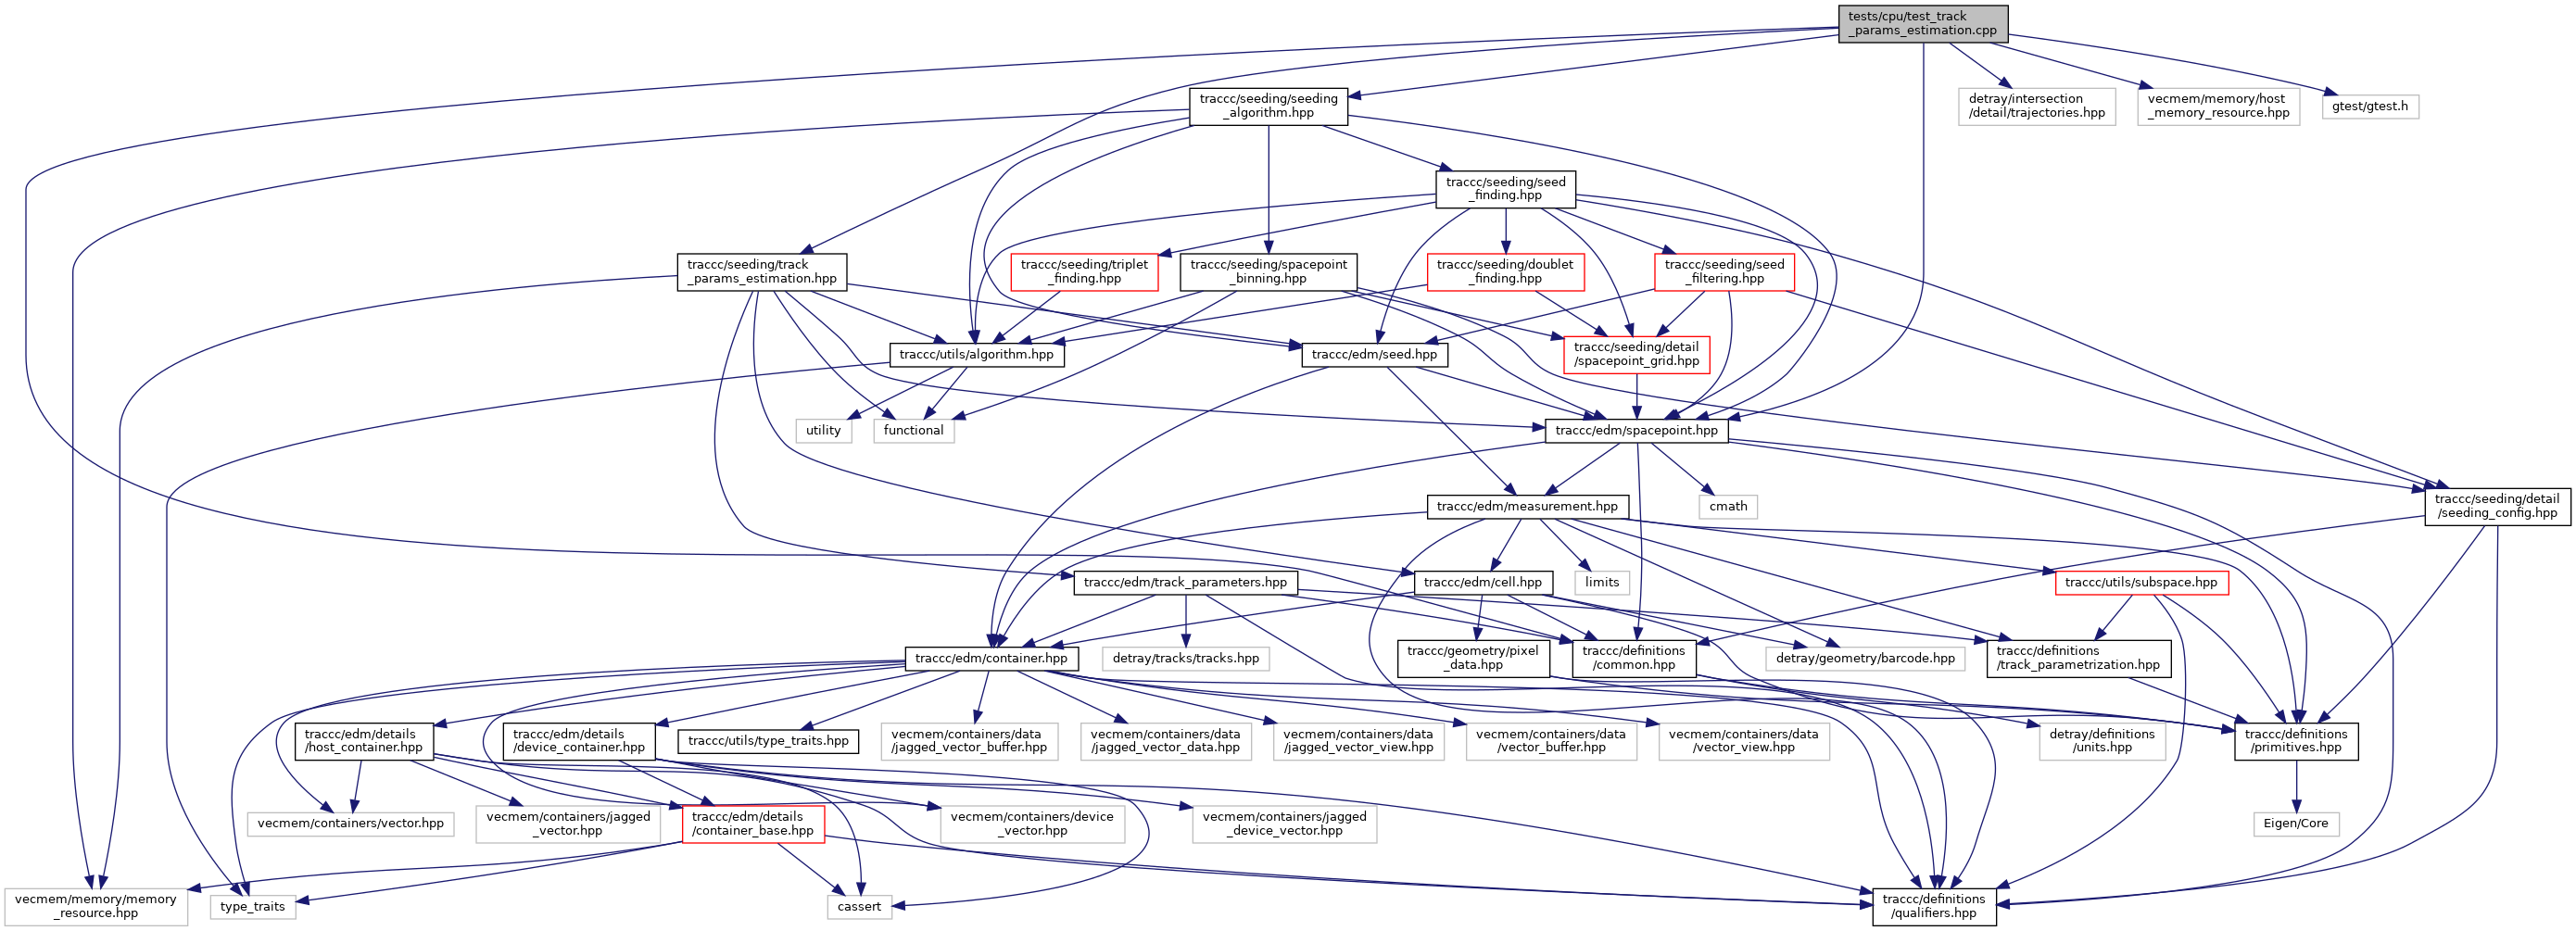 tests/cpu/test_track
_params_estimation.cpp
traccc/seeding/seeding
_algorithm.hpp
detray/intersection
/detail/trajectories.hpp
vecmem/memory/host
_memory_resource.hpp
gtest/gtest.h
traccc/seeding/seed
_finding.hpp
traccc/seeding/track
_params_estimation.hpp
traccc/seeding/triplet
_finding.hpp
traccc/seeding/spacepoint
_binning.hpp
traccc/seeding/doublet
_finding.hpp
traccc/seeding/seed
_filtering.hpp
traccc/utils/algorithm.hpp
traccc/edm/seed.hpp
traccc/seeding/detail
/spacepoint_grid.hpp
utility
functional
traccc/edm/spacepoint.hpp
traccc/edm/measurement.hpp
cmath
traccc/seeding/detail
/seeding_config.hpp
traccc/edm/track_parameters.hpp
traccc/edm/cell.hpp
limits
traccc/utils/subspace.hpp
traccc/edm/container.hpp
detray/tracks/tracks.hpp
traccc/geometry/pixel
_data.hpp
traccc/definitions
/common.hpp
detray/geometry/barcode.hpp
traccc/definitions
/track_parametrization.hpp
traccc/edm/details
/host_container.hpp
traccc/edm/details
/device_container.hpp
traccc/utils/type_traits.hpp
vecmem/containers/data
/jagged_vector_buffer.hpp
vecmem/containers/data
/jagged_vector_data.hpp
vecmem/containers/data
/jagged_vector_view.hpp
vecmem/containers/data
/vector_buffer.hpp
vecmem/containers/data
/vector_view.hpp
detray/definitions
/units.hpp
traccc/definitions
/primitives.hpp
vecmem/containers/vector.hpp
vecmem/containers/jagged
_vector.hpp
traccc/edm/details
/container_base.hpp
vecmem/containers/device
_vector.hpp
vecmem/containers/jagged
_device_vector.hpp
Eigen/Core
vecmem/memory/memory
_resource.hpp
type_traits
cassert
traccc/definitions
/qualifiers.hpp